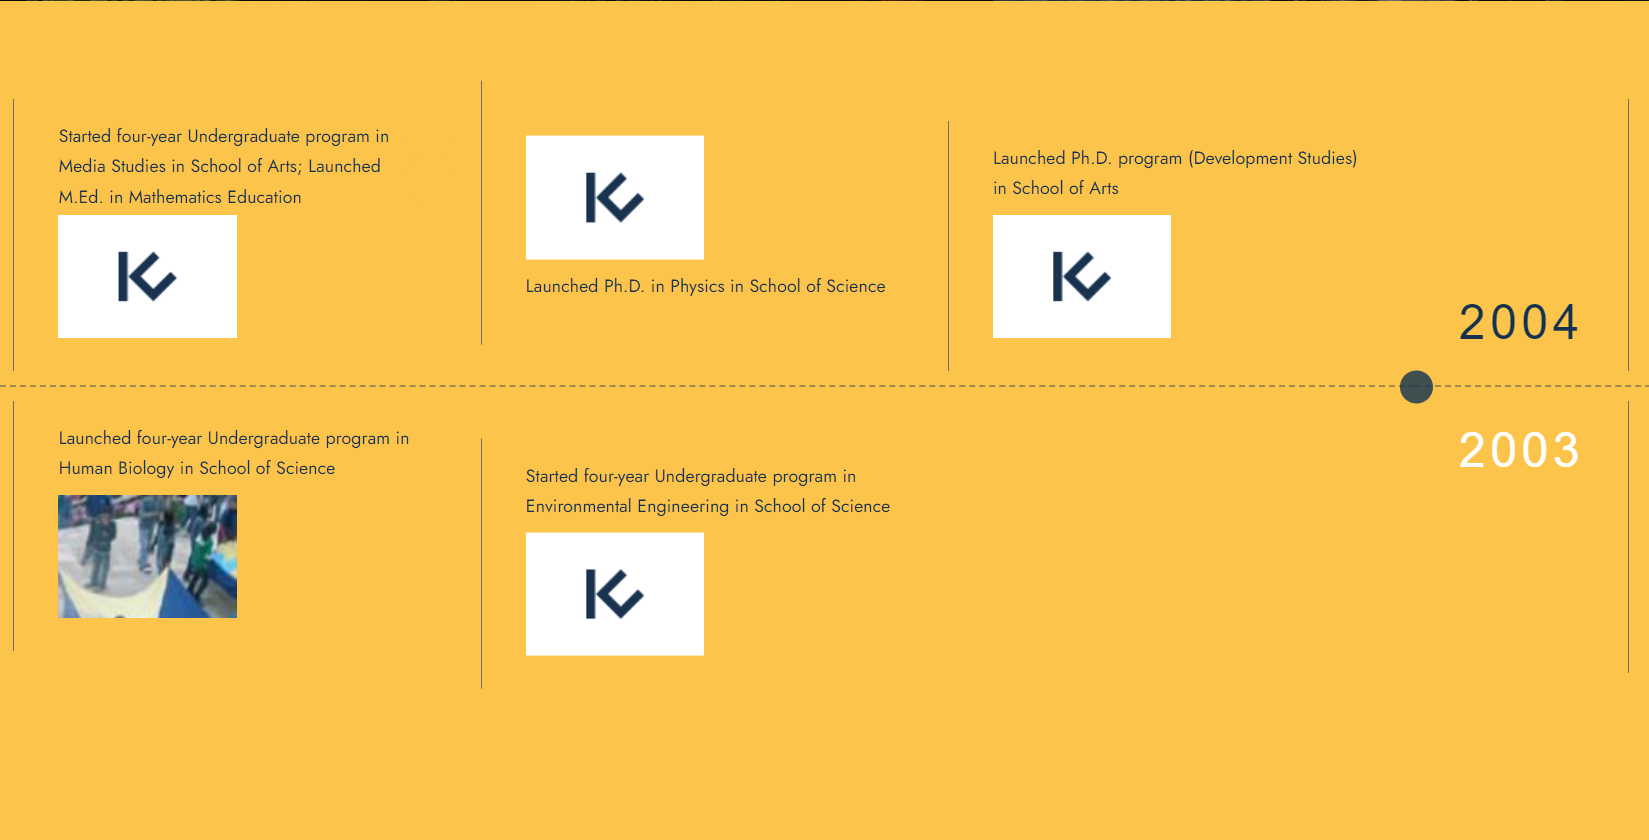 Started four-year Undergraduate program in
Media Studies in School of Arts; Launched
M.Ed. in Mathematics Education
Launched Ph.D. in Physics in School of Science
Launched Ph.D. program (Development Studies)
in School of Arts
2004
2003
Launched four-year Undergraduate program in
Human Biology in School of Science
Started four-year Undergraduate program in
Environmental Engineering in School of Science